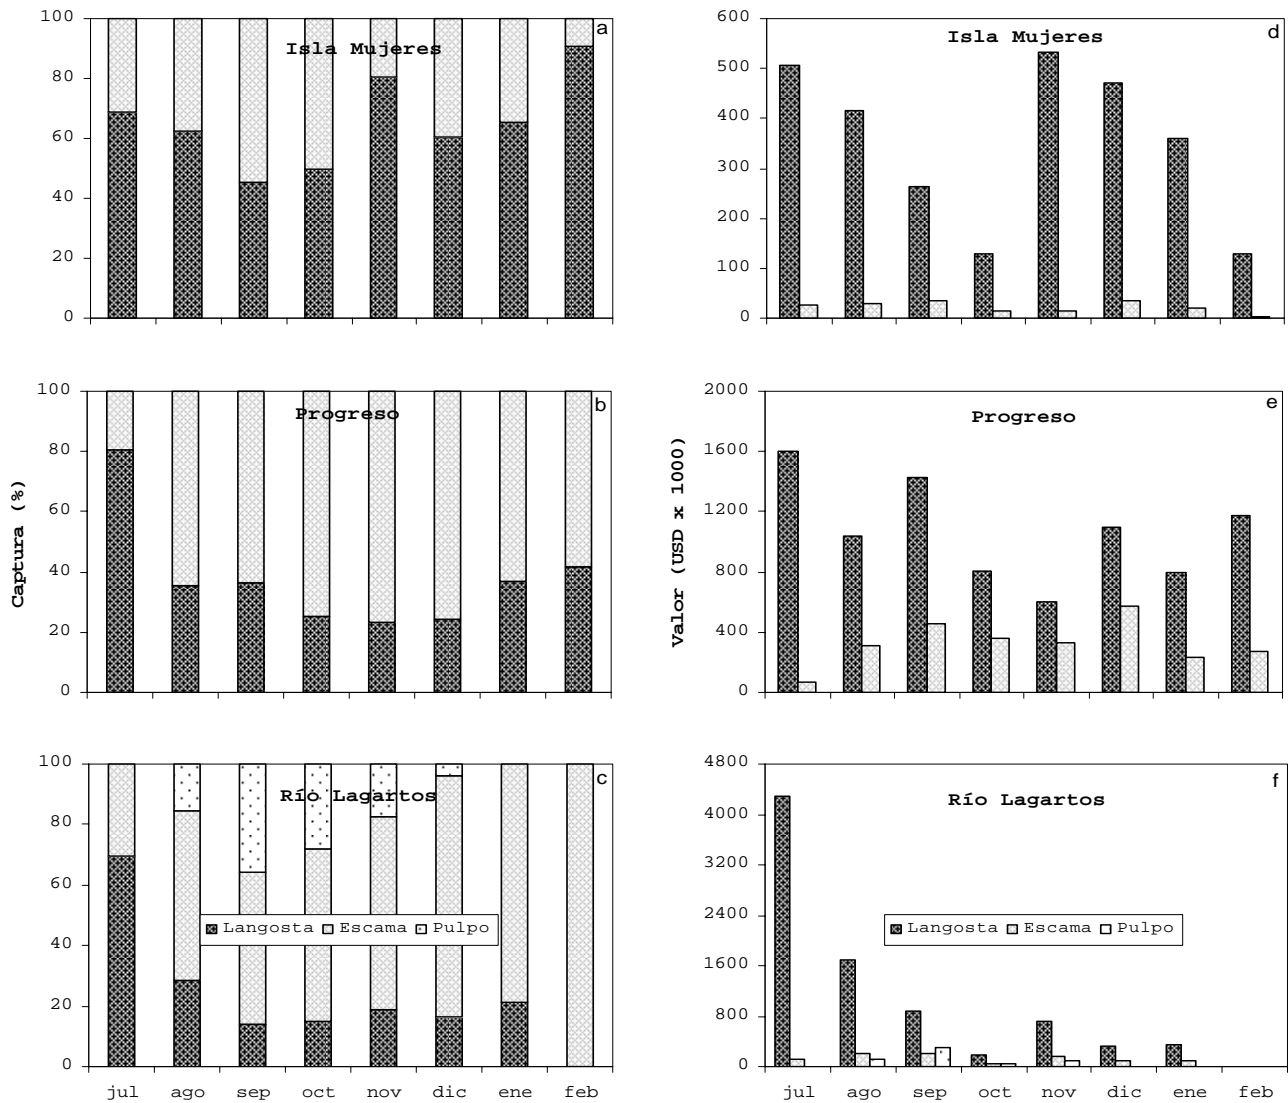 100
80
60
40
20
0
Isla Mujeres
a
600
500
400
300
200
100
0
Isla Mujeres
d
100
80
60
40
20
0
Captura (%)
Progreso
b
2000
1600
1200
800
400
0
Valor (USD x 1000)
Progreso
e
100
80
60
40
20
0
Río Lagartos
c
Langosta Escama Pulpo
jul ago sep oct nov dic ene feb
4800
4000
3200
2400
1600
800
0
Río Lagartos
f
Langosta Escama Pulpo
jul ago sep oct nov dic ene feb